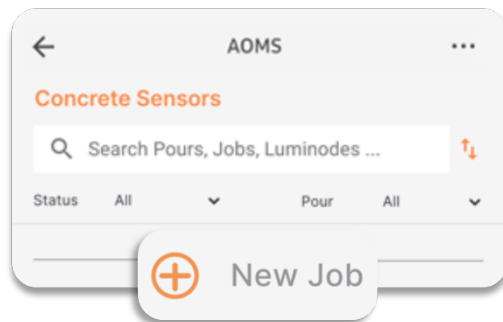 AOMS
Concrete Sensors
Search Pours, Jobs, Luminodes ...
Status All Pour All
New Job